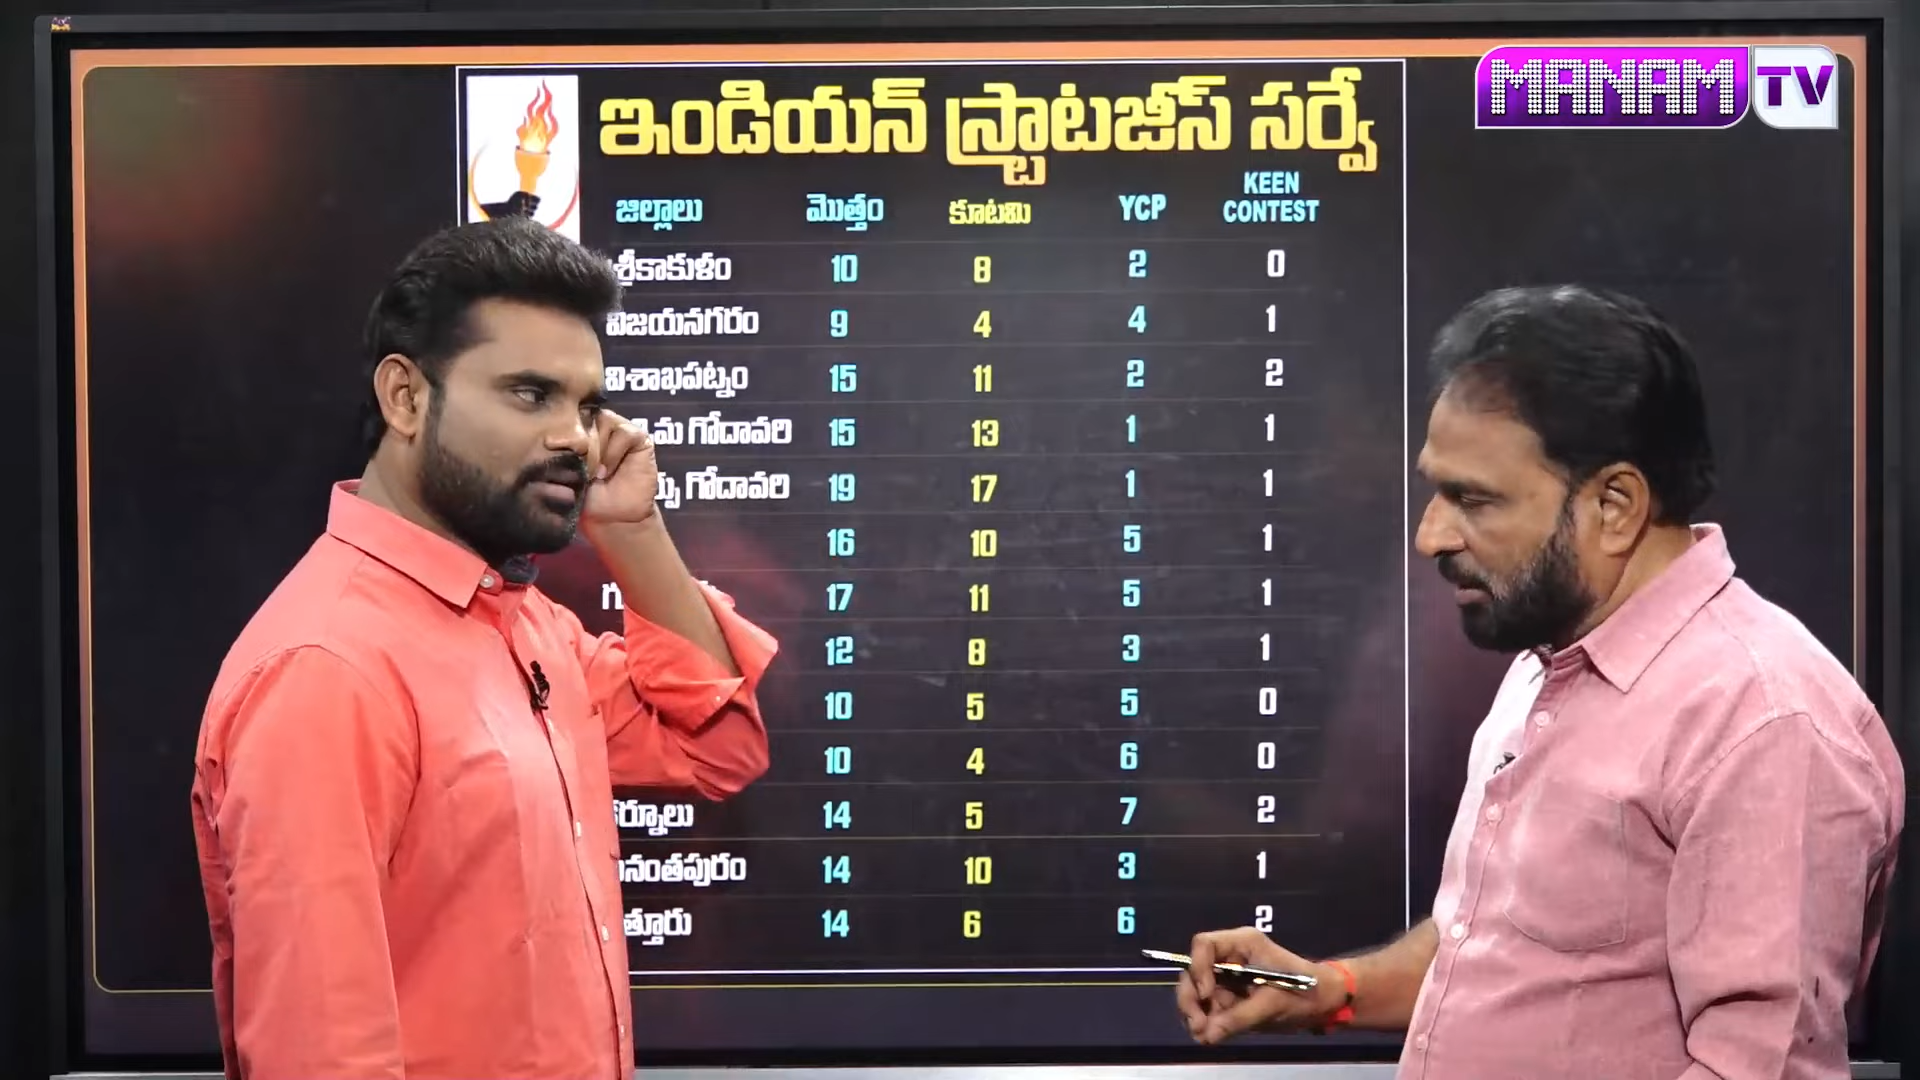 MANAM TV
ఇండియన్ స్ట్రాటజీస్ సర్వే
జిల్లాలు మొత్తం కూటమి YCP KEEN CONTEST
శ్రీకాకుళం 10 8 2 0
విజయనగరం 9 4 4 1
విశాఖపట్నం 15 11 2 2
గోదావరి 15 13 1 1
గోదావరి 19 17 1 1
16 10 5 1
17 11 5 1
12 8 3 1
10 5 5 0
10 4 6 0
ర్నూలు 14 5 7 2
నంతపురం 14 10 3 1
త్తూరు 14 6 6 2